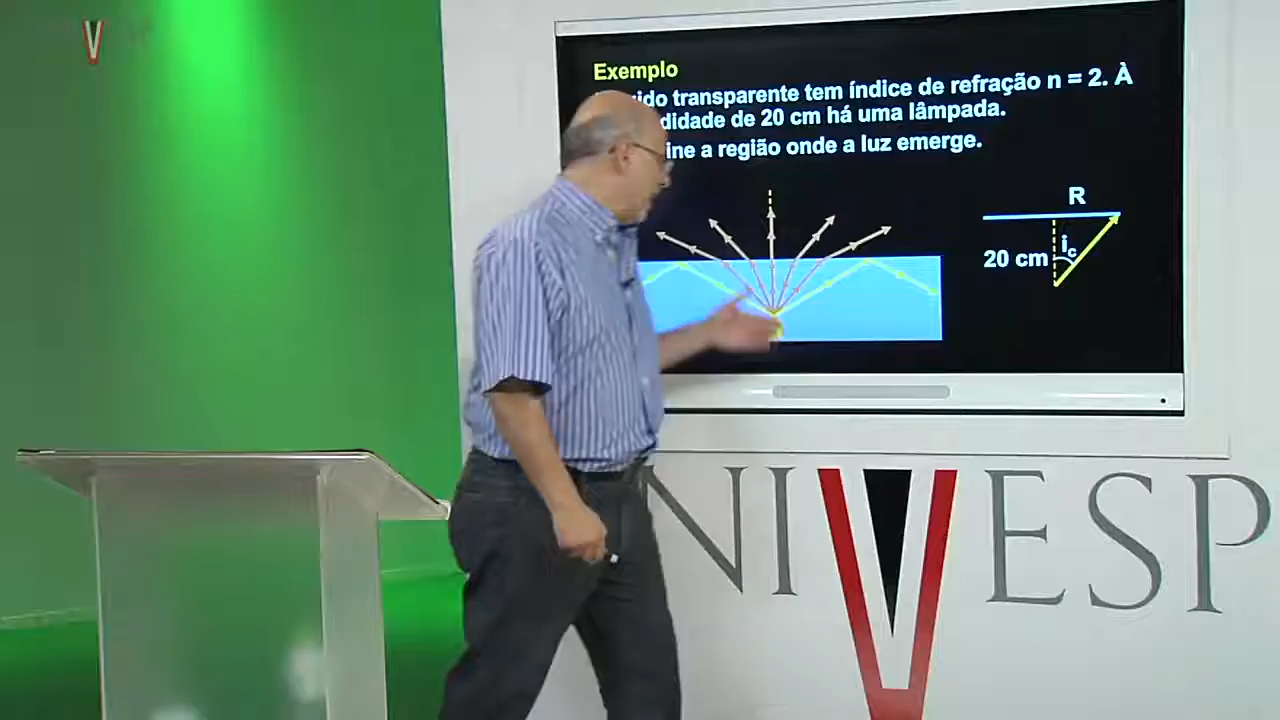 Exemplo
transparente tem índice de refração n = 2. À
de 20 cm há uma lâmpada.
a região onde a luz emerge.
R
20 cm
ic
NIVESP
V